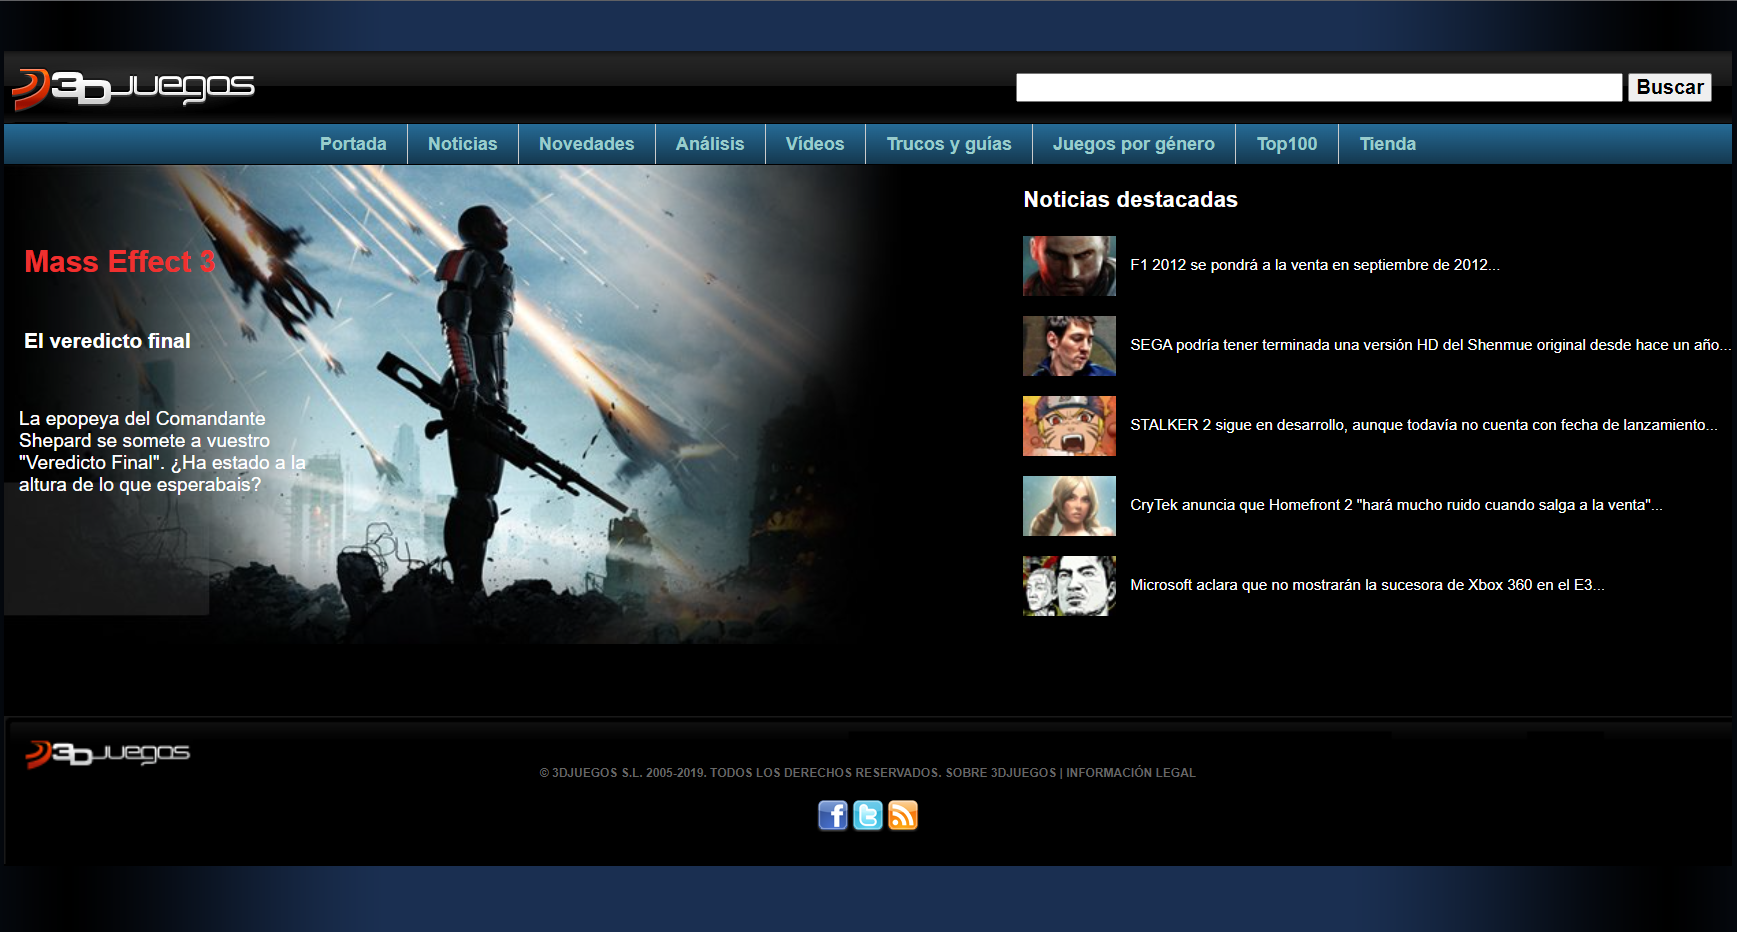 3DJUEGOS
Buscar
Portada
Noticias
Novedades
Análisis
Vídeos
Trucos y guías
Juegos por género
Top100
Tienda
Mass Effect 3
El veredicto final
La epopeya del Comandante
Shepard se somete a vuestro
"Veredicto Final". ¿Ha estado a la
altura de lo que esperabais?
Noticias destacadas
F1 2012 se pondrá a la venta en septiembre de 2012...
SEGA podría tener terminada una versión HD del Shenmue original desde hace un año...
STALKER 2 sigue en desarrollo, aunque todavía no cuenta con fecha de lanzamiento...
CryTek anuncia que Homefront 2 "hará mucho ruido cuando salga a la venta"...
Microsoft aclara que no mostrarán la sucesora de Xbox 360 en el E3...
3DJUEGOS
© 3DJUEGOS S.L. 2005-2019. TODOS LOS DERECHOS RESERVADOS. SOBRE 3DJUEGOS | INFORMACIÓN LEGAL